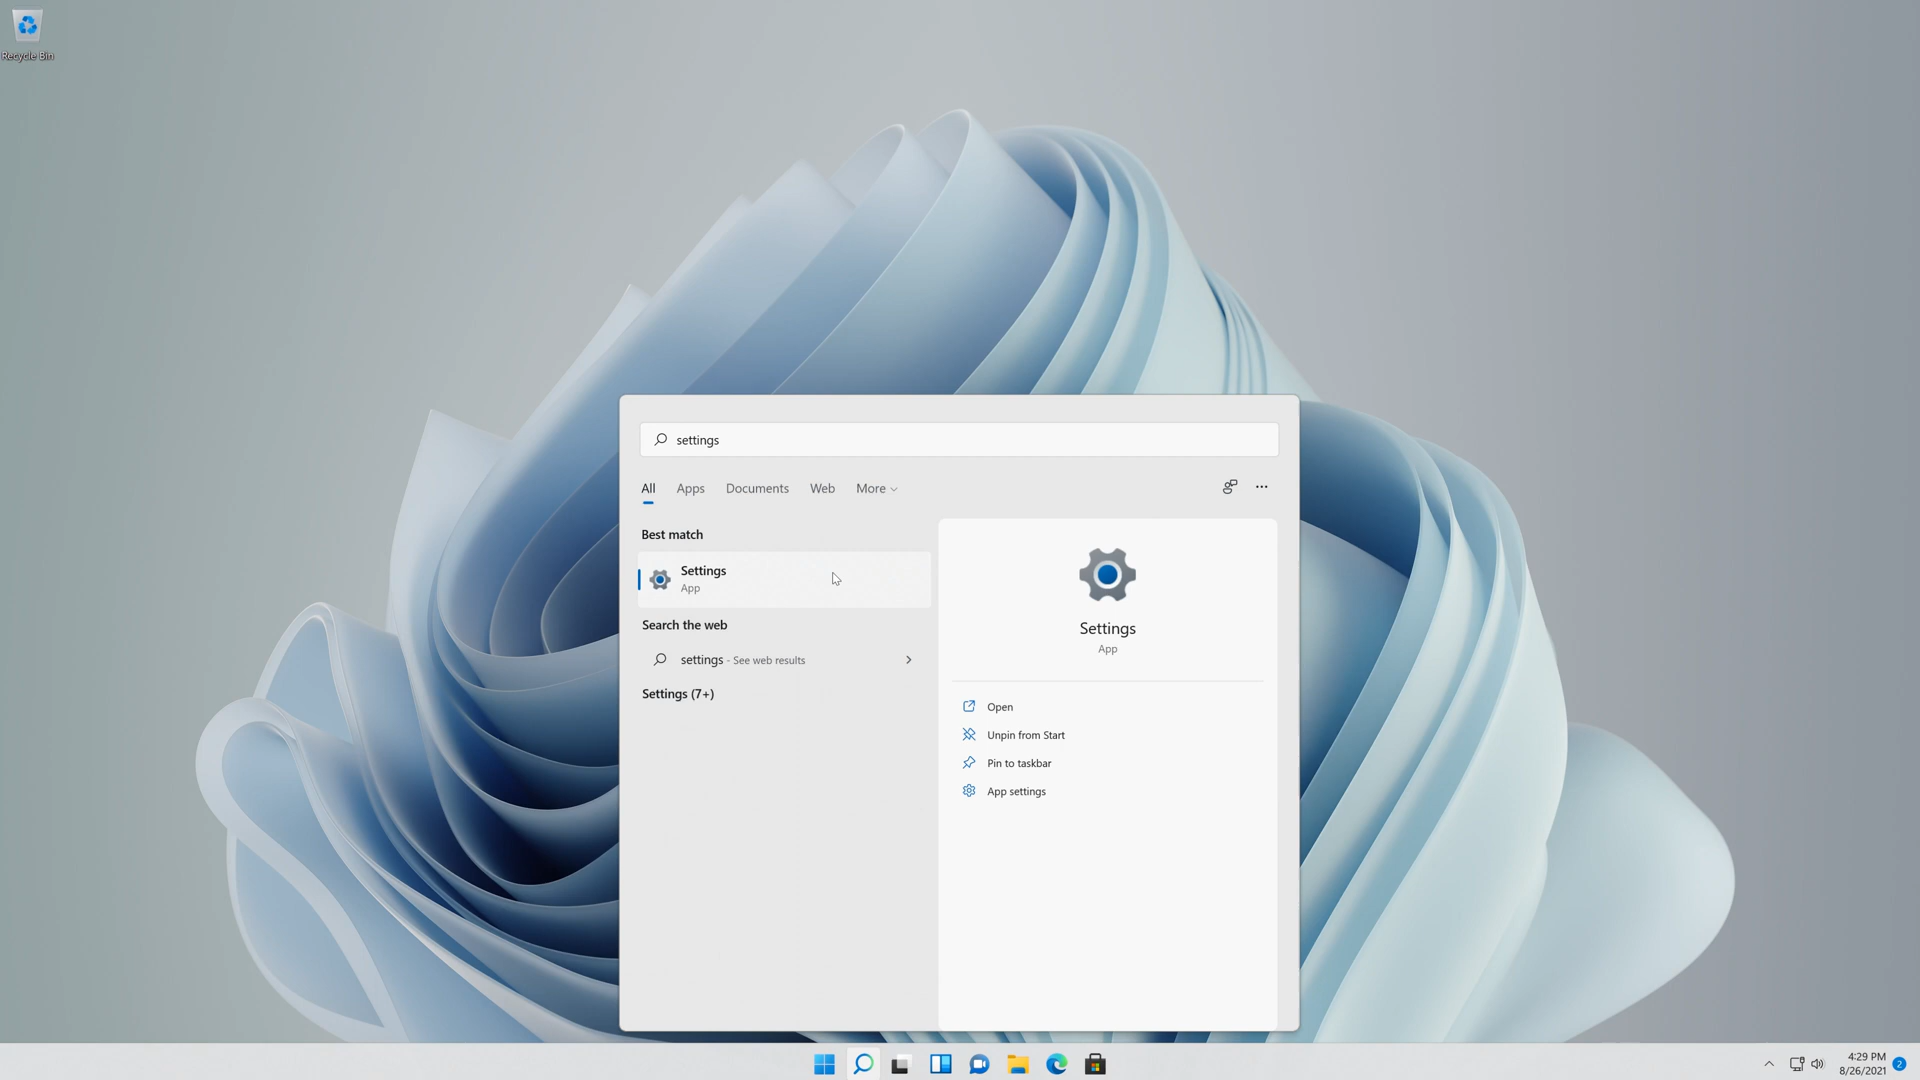 Recycle Bin
settings
All Apps Documents Web More
Best match
Settings
App
Search the web
settings - See web results
Settings (7+)
Settings
App
Open
Unpin from Start
Pin to taskbar
App settings
4:29 PM
8/26/2021
2